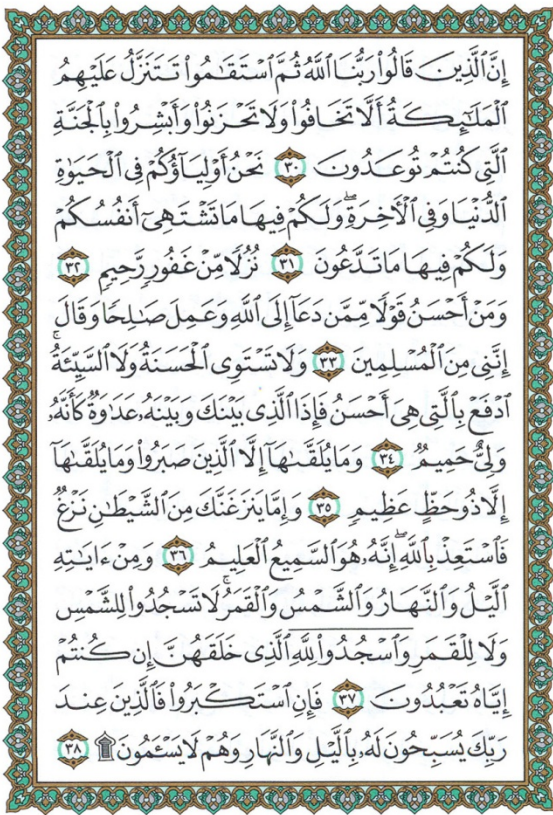 إِنَّ ٱلَّذِينَ قَالُوا۟ رَبُّنَا ٱللَّهُ ثُمَّ ٱسْتَقَٰمُوا۟ تَتَنَزَّلُ عَلَيْهِمُ
ٱلْمَلَٰٓئِكَةُ أَلَّا تَخَافُوا۟ وَلَا تَحْزَنُوا۟ وَأَبْشِرُوا۟ بِٱلْجَنَّةِ
ٱلَّتِى كُنتُمْ تُوعَدُونَ ٣٠ نَحْنُ أَوْلِيَآؤُكُمْ فِى ٱلْحَيَوٰةِ
ٱلدُّنْيَا وَفِى ٱلْءَاخِرَةِۖ وَلَكُمْ فِيهَا مَا تَشْتَهِىٓ أَنفُسُكُمْ
وَلَكُمْ فِيهَا مَا تَدَّعُونَ ٣١ نُزُلًا مِّنْ غَفُورٍ رَّحِيمٍ ٣٢
وَمَنْ أَحْسَنُ قَوْلًا مِّمَّن دَعَآ إِلَى ٱللَّهِ وَعَمِلَ صَٰلِحًا وَقَالَ
إِنَّنِى مِنَ ٱلْمُسْلِمِينَ ٣٣ وَلَا تَسْتَوِى ٱلْحَسَنَةُ وَلَا ٱلسَّيِّئَةُۚ
ٱدْفَعْ بِٱلَّتِى هِىَ أَحْسَنُ فَإِذَا ٱلَّذِى بَيْنَكَ وَبَيْنَهُۥ عَدَٰوَةٌ كَأَنَّهُۥ
وَلِىٌّ حَمِيمٌ ٣٤ وَمَا يُلَقَّىٰهَآ إِلَّا ٱلَّذِينَ صَبَرُوا۟ وَمَا يُلَقَّىٰهَآ
إِلَّا ذُو حَظٍّ عَظِيمٍ ٣٥ وَإِمَّا يَنزَغَنَّكَ مِنَ ٱلشَّيْطَٰنِ نَزْغٌ
فَٱسْتَعِذْ بِٱللَّهِۖ إِنَّهُۥ هُوَ ٱلسَّمِيعُ ٱلْعَلِيمُ ٣٦ وَمِنْ ءَايَٰتِهِ
ٱلَّيْلُ وَٱلنَّهَارُ وَٱلشَّمْسُ وَٱلْقَمَرُۚ لَا تَسْجُدُوا۟ لِلشَّمْسِ
وَلَا لِلْقَمَرِ وَٱسْجُدُوا۟ لِلَّهِ ٱلَّذِى خَلَقَهُنَّ إِن كُنتُمْ
إِيَّاهُ تَعْبُدُونَ ٣٧ فَإِنِ ٱسْتَكْبَرُوا۟ فَٱلَّذِينَ عِندَ
رَبِّكَ يُسَبِّحُونَ لَهُۥ بِٱلَّيْلِ وَٱلنَّهَارِ وَهُمْ لَا يَسْـَٔمُونَ ۩ ٣٨